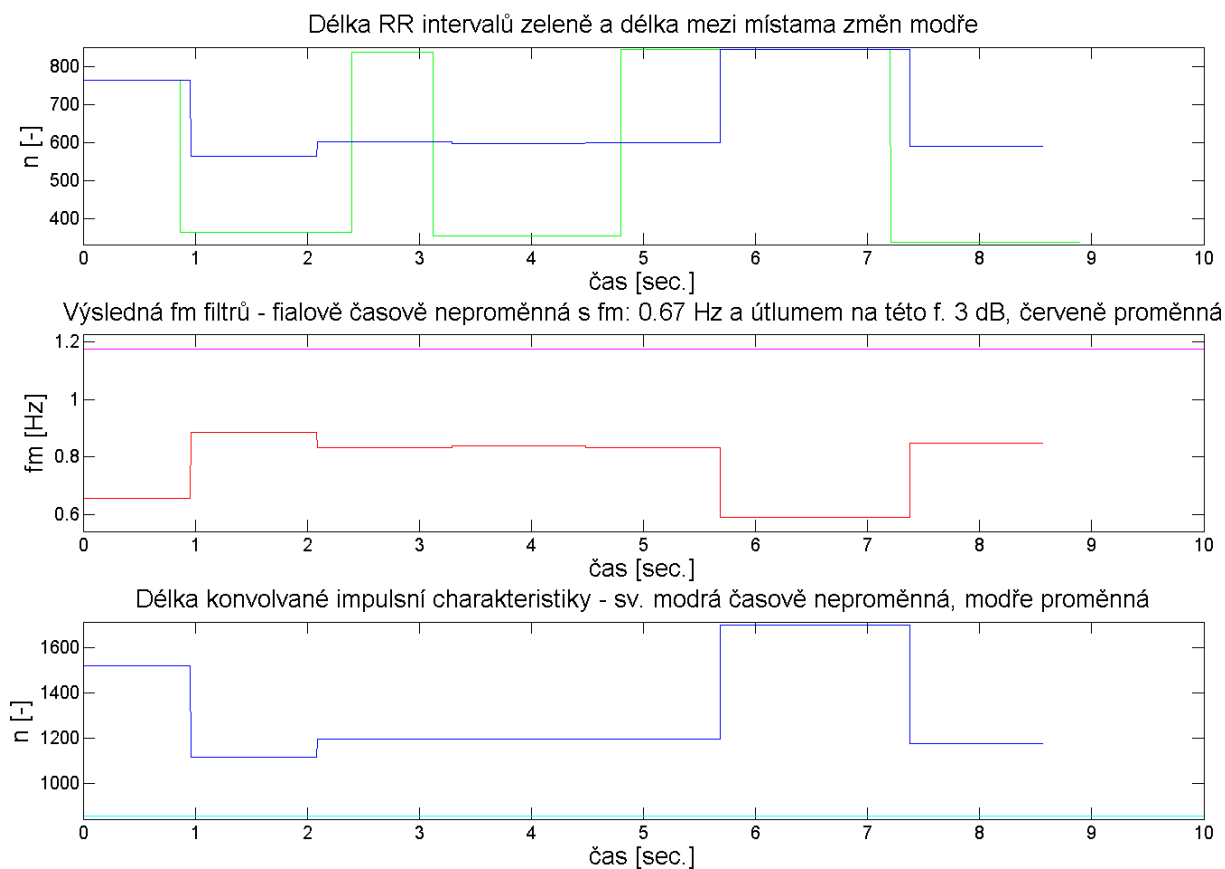 Délka RR intervalů zeleně a délka mezi místama změn modře
800
700
600
500
400
n [-]
0 1 2 3 4 5 6 7 8 9 10
čas [sec.]
Výsledná fm filtrů - fialově časově neproměnná s fm: 0.67 Hz a útlumem na této f. 3 dB, červeně proměnná
1.2
1
0.8
0.6
fm [Hz]
0 1 2 3 4 5 6 7 8 9 10
čas [sec.]
Délka konvolvané impulsní charakteristiky - sv. modrá časově neproměnná, modře proměnná
1600
1400
1200
1000
n [-]
0 1 2 3 4 5 6 7 8 9 10
čas [sec.]